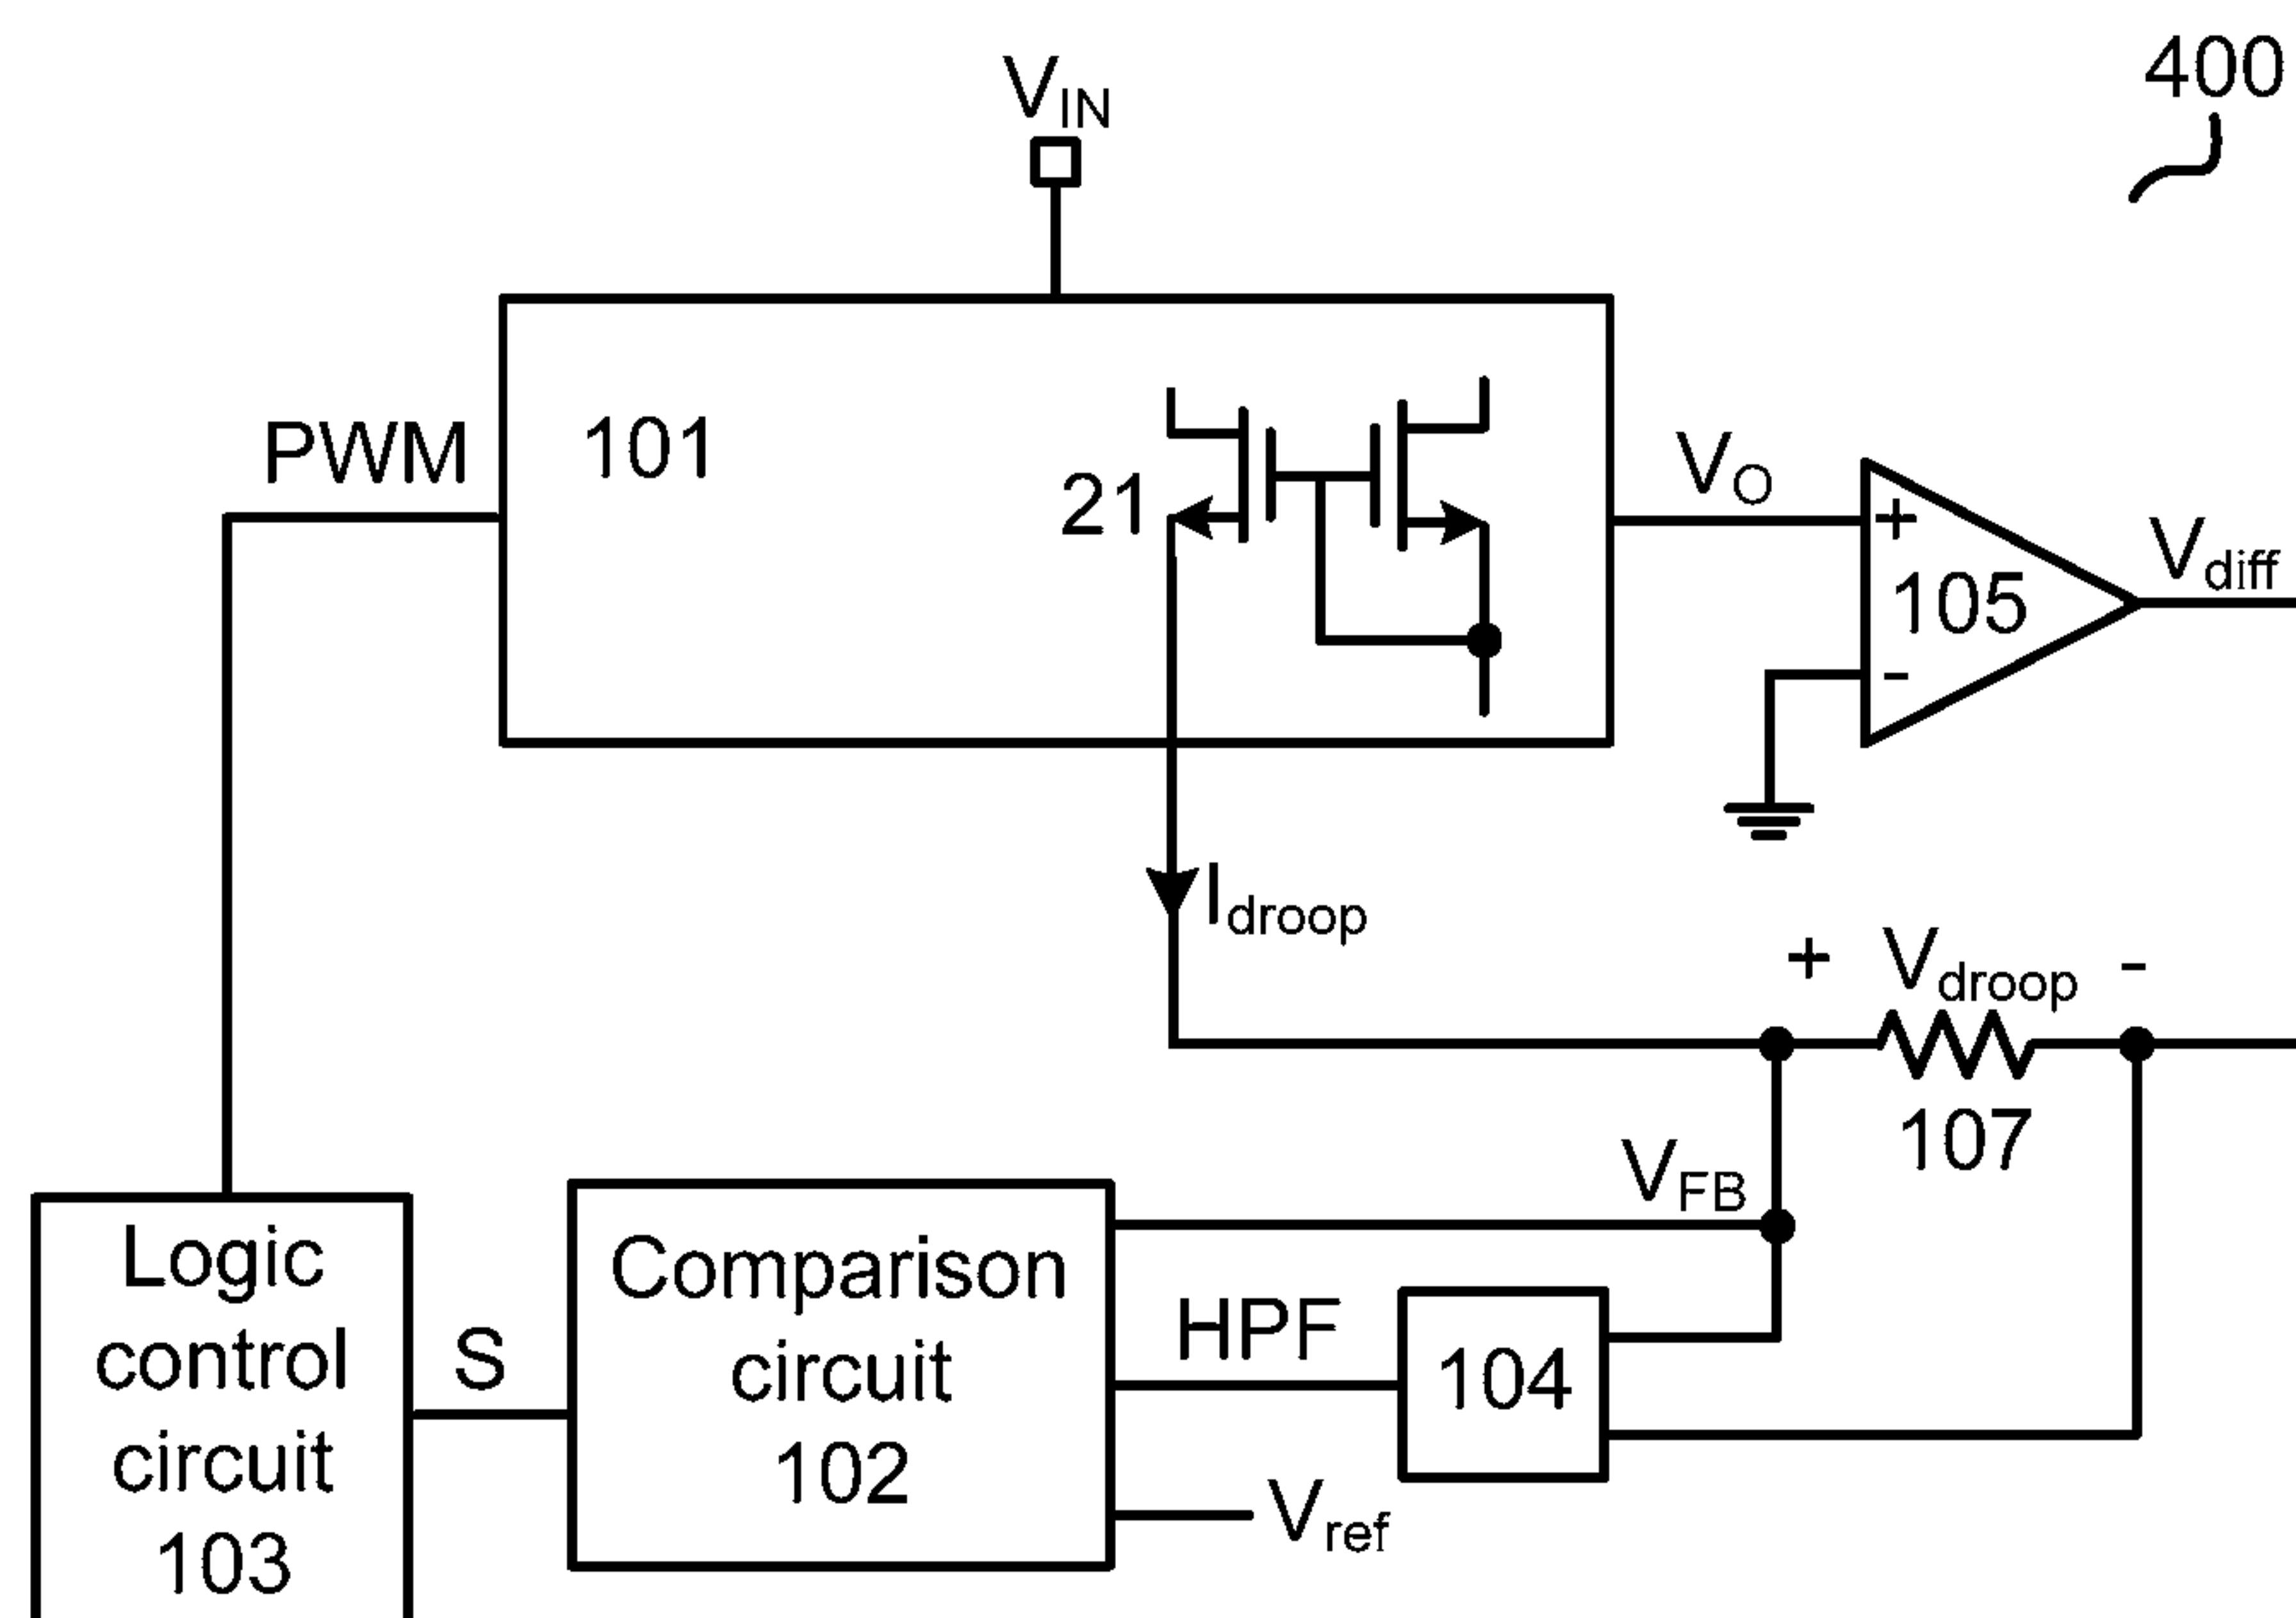 400
VIN
PWM
101
21
VO
+
105
-
Vdiff
Idroop
+ Vdroop -
107
VFB
Logic
control
circuit
103
S
Comparison
circuit
102
HPF
104
Vref